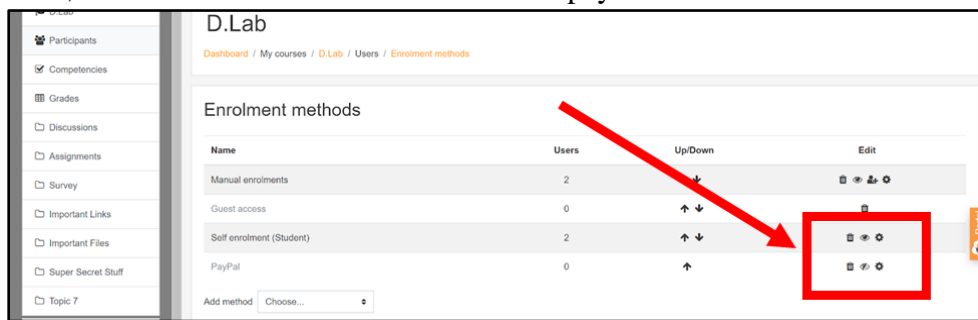 D.Lab
D.Lab
Participants
Dashboard / My courses / D.Lab / Users / Enrolment methods
Competencies
Grades
Enrolment methods
Discussions
Name Users Up/Down Edit
Assignments
Manual enrolments 2
Survey
Guest access 0
Important Links
Self enrolment (Student) 2
Important Files
PayPal 0
Super Secret Stuff
Topic 7
Add method Choose...